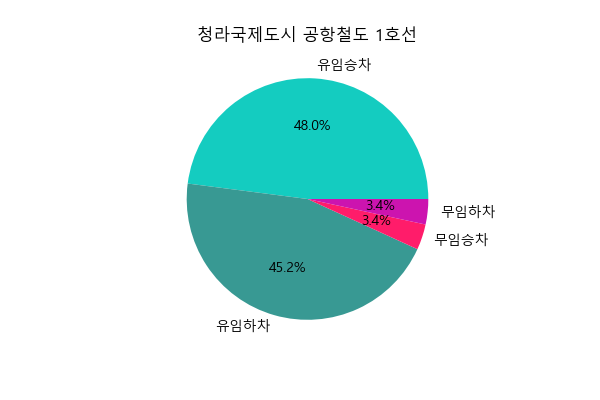 청라국제도시 공항철도 1호선
유임승차
48.0%
3.4%
무임하차
3.4%
무임승차
45.2%
유임하차